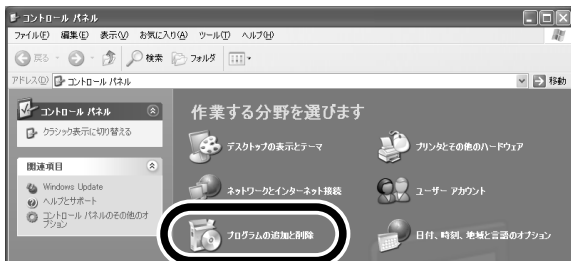 コントロール パネル
ファイル(F) 編集(E) 表示(V) お気に入り(A) ツール(T) ヘルプ(H)
戻る 検索 フォルダ
アドレス(D) コントロール パネル 移動
コントロール パネル
クラシック表示に切り替える
関連項目
Windows Update
ヘルプとサポート
コントロール パネルのその他のオ
プション
作業する分野を選びます
デスクトップの表示とテーマ
プリンタとその他のハードウェア
ネットワークとインターネット接続
ユーザー アカウント
プログラムの追加と削除
日付、時刻、地域と言語のオプション